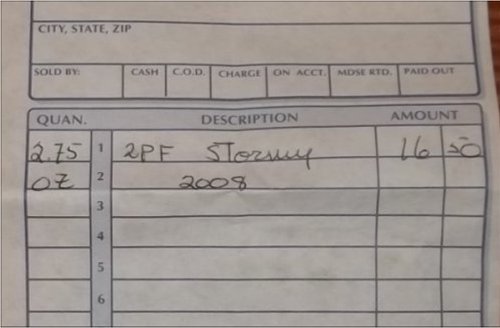 CITY, STATE, ZIP
SOLD BY: CASH C.O.D. CHARGE ON ACCT. MDSE RTD. PAID OUT
QUAN. DESCRIPTION AMOUNT
2.75 1 2PF Stormy 16 50
OZ 2 2008
3
4
5
6